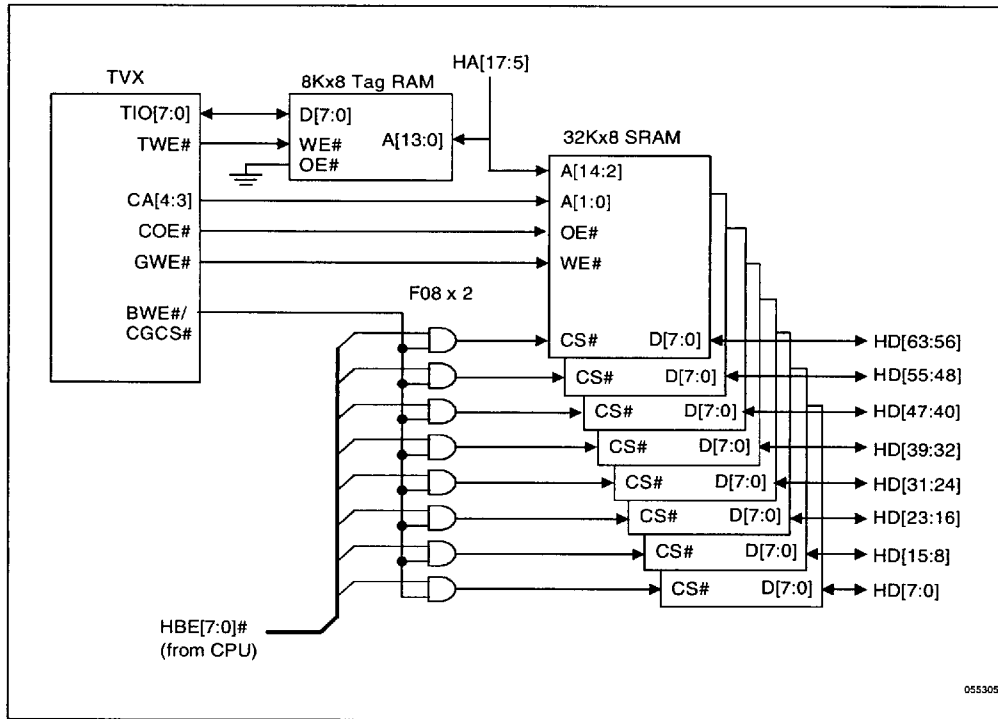 HA[17:5]
TVX
8Kx8 Tag RAM
TIO[7:0]
D[7:0]
TWE#
WE#
A[13:0]
OE#
32Kx8 SRAM
A[14:2]
CA[4:3]
A[1:0]
COE#
OE#
GWE#
WE#
F08 x 2
BWE#/
CGCS#
CS# D[7:0] HD[63:56]
CS# D[7:0] HD[55:48]
CS# D[7:0] HD[47:40]
CS# D[7:0] HD[39:32]
CS# D[7:0] HD[31:24]
CS# D[7:0] HD[23:16]
CS# D[7:0] HD[15:8]
CS# D[7:0] HD[7:0]
HBE[7:0]#
(from CPU)
055305